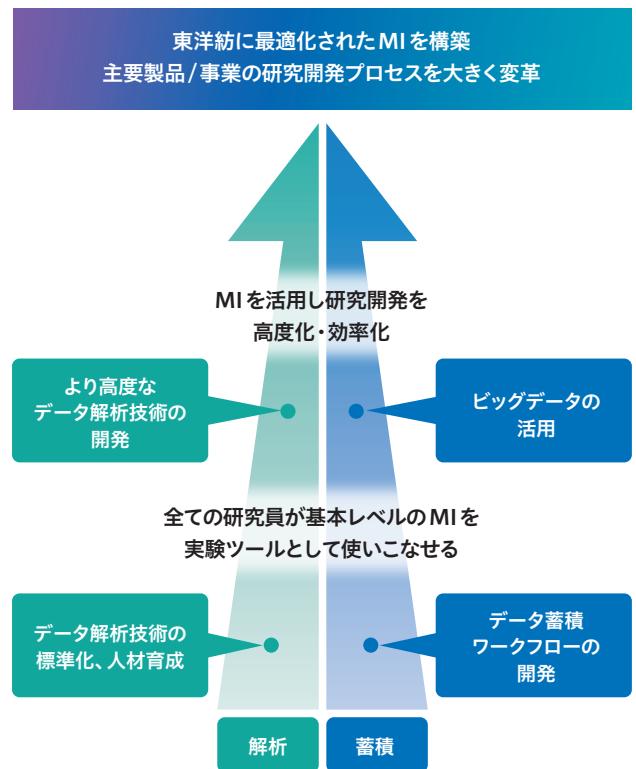 東洋紡に最適化されたMIを構築
主要製品/事業の研究開発プロセスを大きく変革
MIを活用し研究開発を
高度化・効率化
より高度な
データ解析技術の
開発
ビッグデータの
活用
全ての研究員が基本レベルのMIを
実験ツールとして使いこなせる
データ解析技術の
標準化、人材育成
データ蓄積
ワークフローの
開発
解析
蓄積